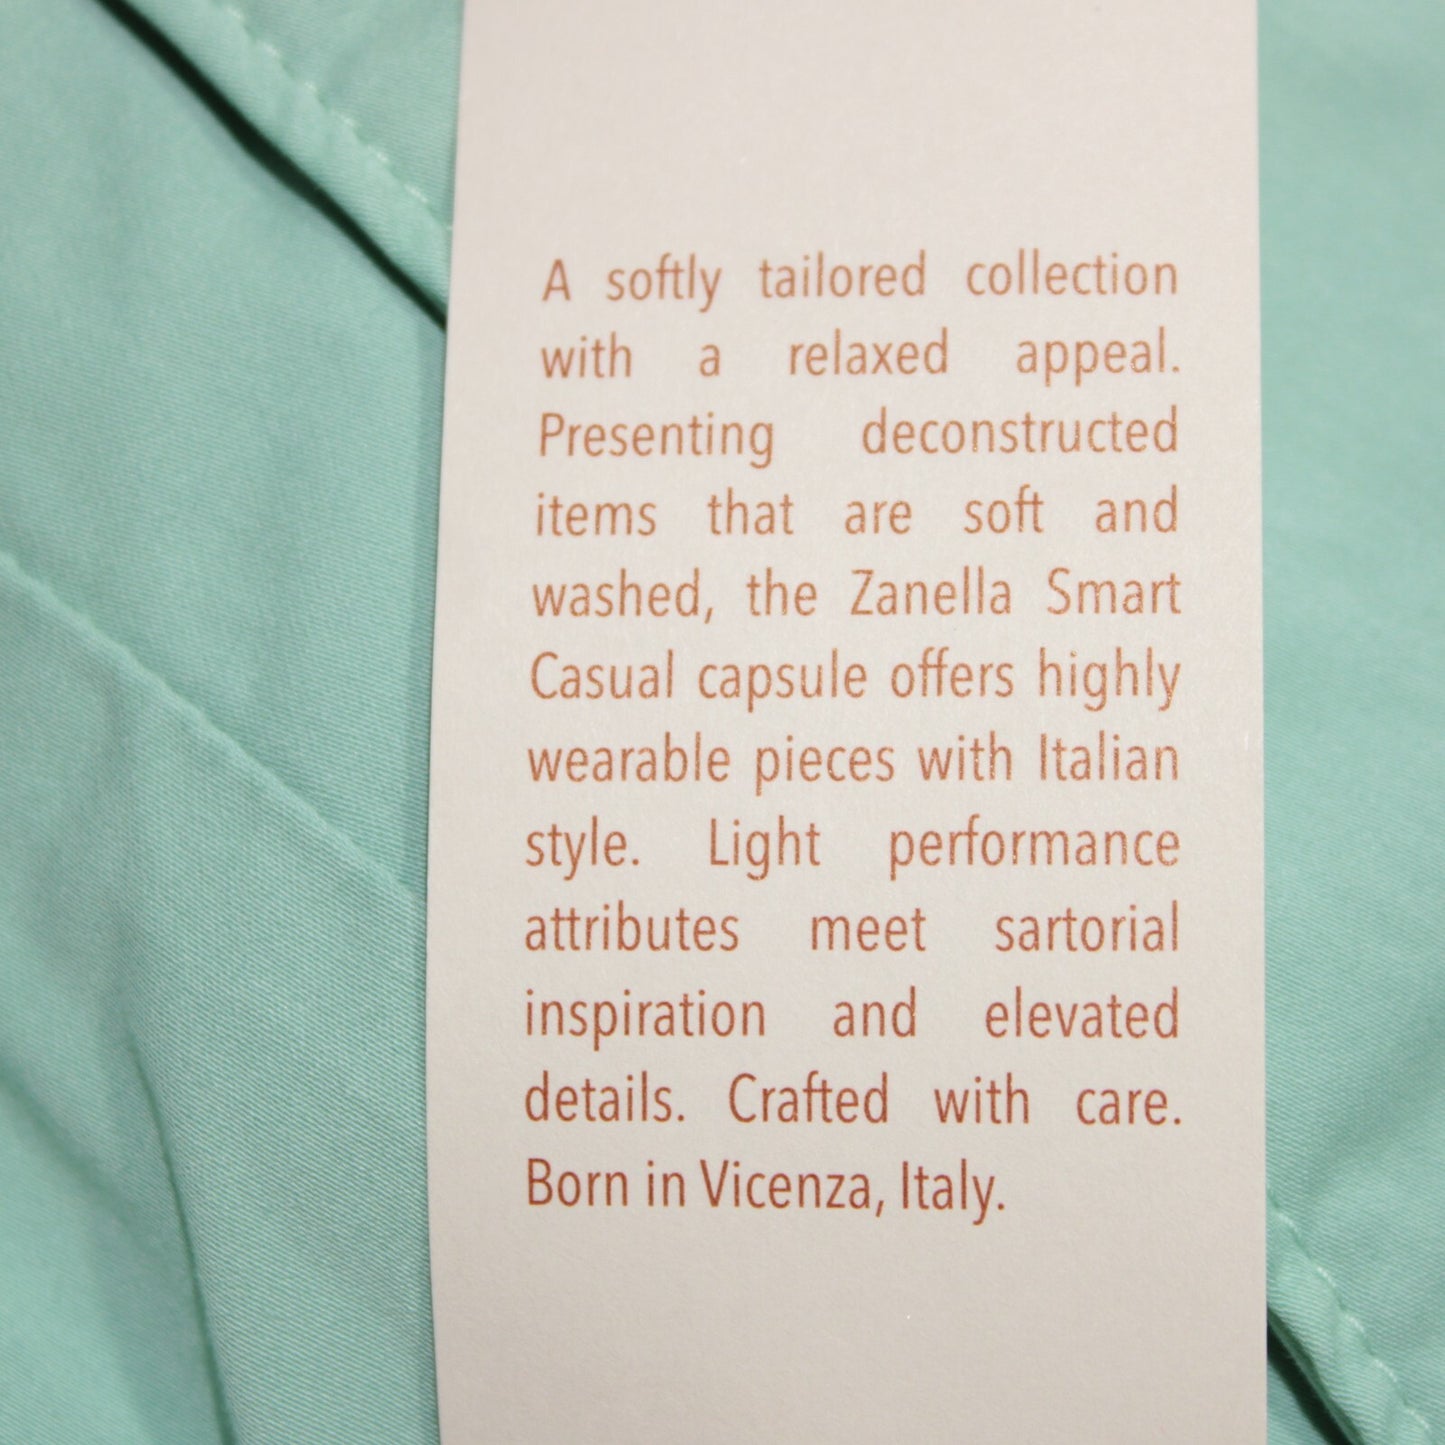 A softly tailored collection
with a relaxed appeal.
Presenting deconstructed
items that are soft and
washed, the Zanella Smart
Casual capsule offers highly
wearable pieces with Italian
style. Light performance
attributes meet sartorial
inspiration and elevated
details. Crafted with care.
Born in Vicenza, Italy.